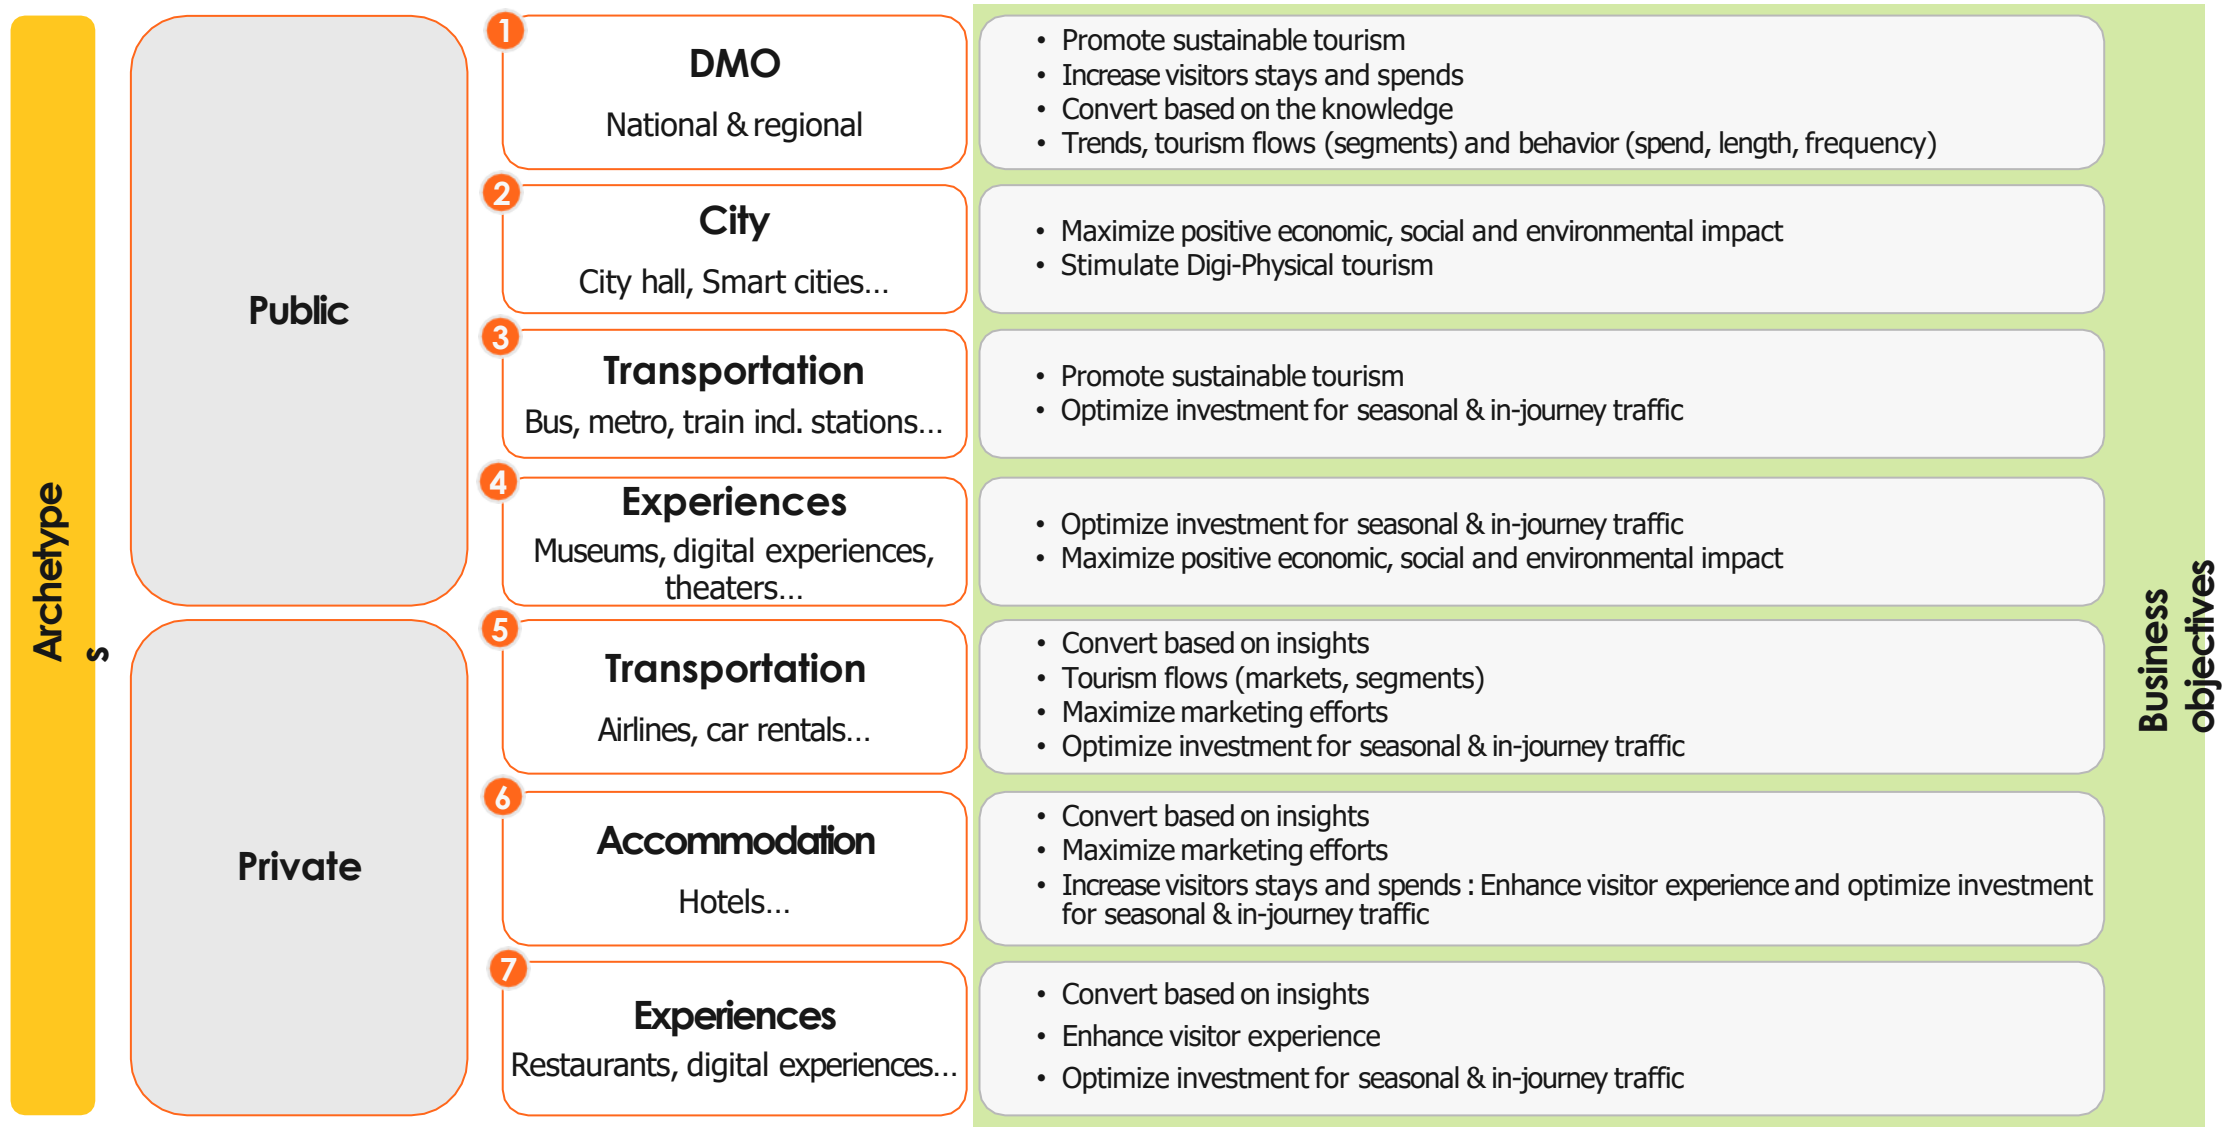 Archetype
s
Public
1
DMO
National & regional
• Promote sustainable tourism
• Increase visitors stays and spends
• Convert based on the knowledge
• Trends, tourism flows (segments) and behavior (spend, length, frequency)
2
City
City hall, Smart cities…
• Maximize positive economic, social and environmental impact
• Stimulate Digi-Physical tourism
3
Transportation
Bus, metro, train incl. stations…
• Promote sustainable tourism
• Optimize investment for seasonal & in-journey traffic
4
Experiences
Museums, digital experiences,
theaters…
• Optimize investment for seasonal & in-journey traffic
• Maximize positive economic, social and environmental impact
Private
5
Transportation
Airlines, car rentals…
• Convert based on insights
• Tourism flows (markets, segments)
• Maximize marketing efforts
• Optimize investment for seasonal & in-journey traffic
6
Accommodation
Hotels…
• Convert based on insights
• Maximize marketing efforts
• Increase visitors stays and spends : Enhance visitor experience and optimize investment
for seasonal & in-journey traffic
7
Experiences
Restaurants, digital experiences…
• Convert based on insights
• Enhance visitor experience
• Optimize investment for seasonal & in-journey traffic
Business
objectives